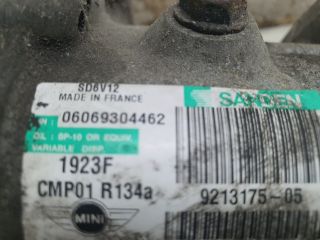 SD6V12
MADE IN FRANCE
SANDEN
S/N: 06069304462
OIL: SP-10 OR EQUIV.
VARIABLE DISP.
1923F
CMP01 R134a
9213175-05
MINI